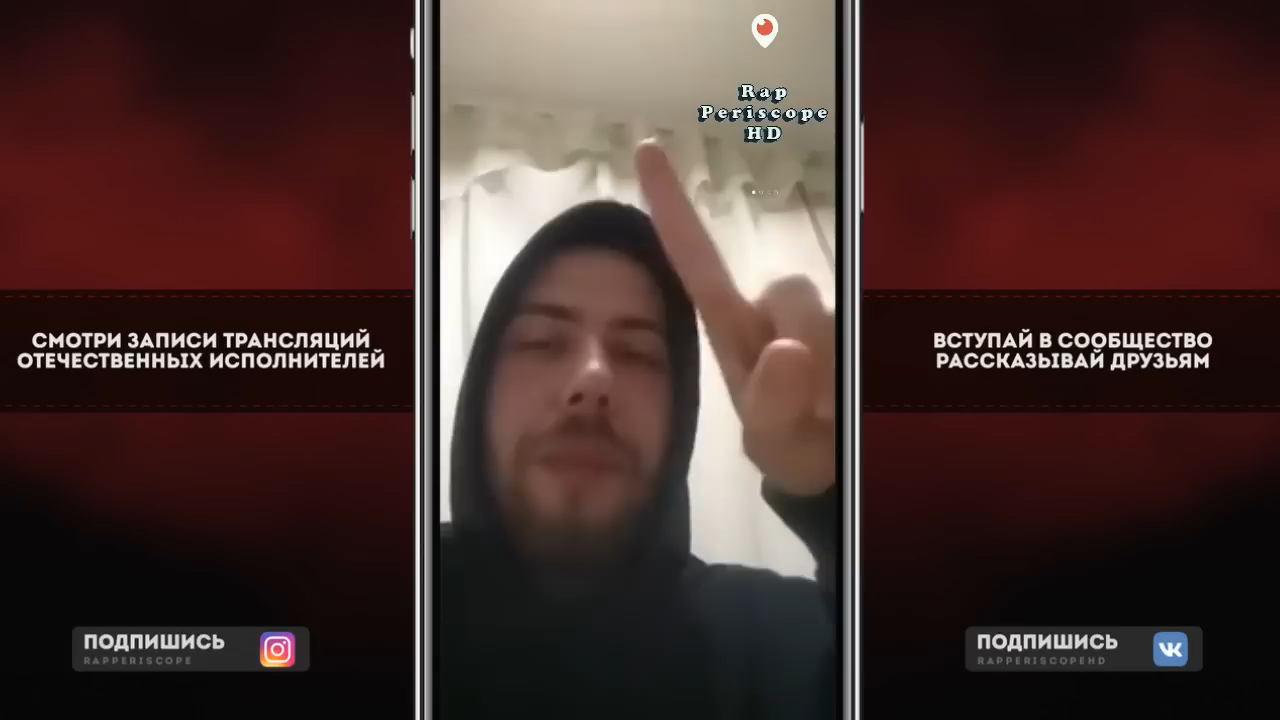 Rap
Periscope
HD
СМОТРИ ЗАПИСИ ТРАНСЛЯЦИЙ
ОТЕЧЕСТВЕННЫХ ИСПОЛНИТЕЛЕЙ
ВСТУПАЙ В СООБЩЕСТВО
РАССКАЗЫВАЙ ДРУЗЬЯМ
ПОДПИШИСЬ
RAPPERISCOPE
ПОДПИШИСЬ
RAPPERISCOPEHD